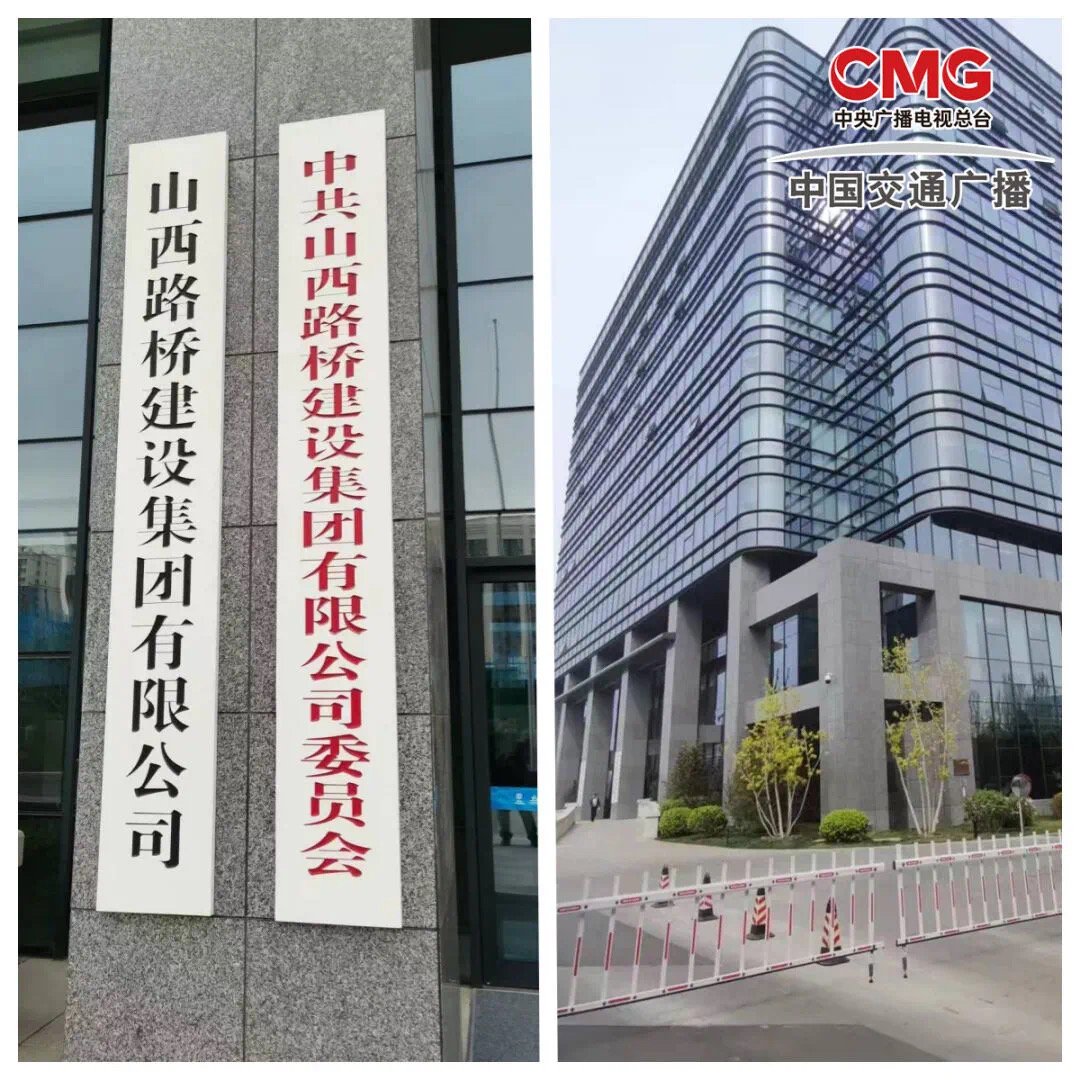 山西路桥建设集团有限公司
中共山西路桥建设集团有限公司委员会
CMG
中央广播电视总台
中国交通广播